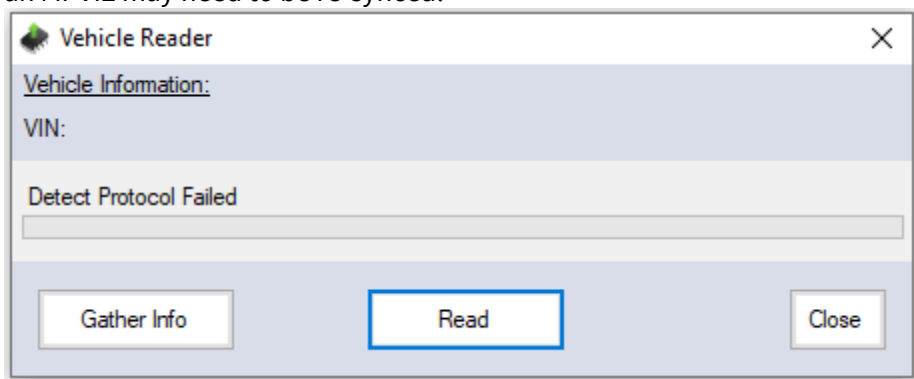 Vehicle Reader
Vehicle Information:
VIN:
Detect Protocol Failed
Gather Info Read Close